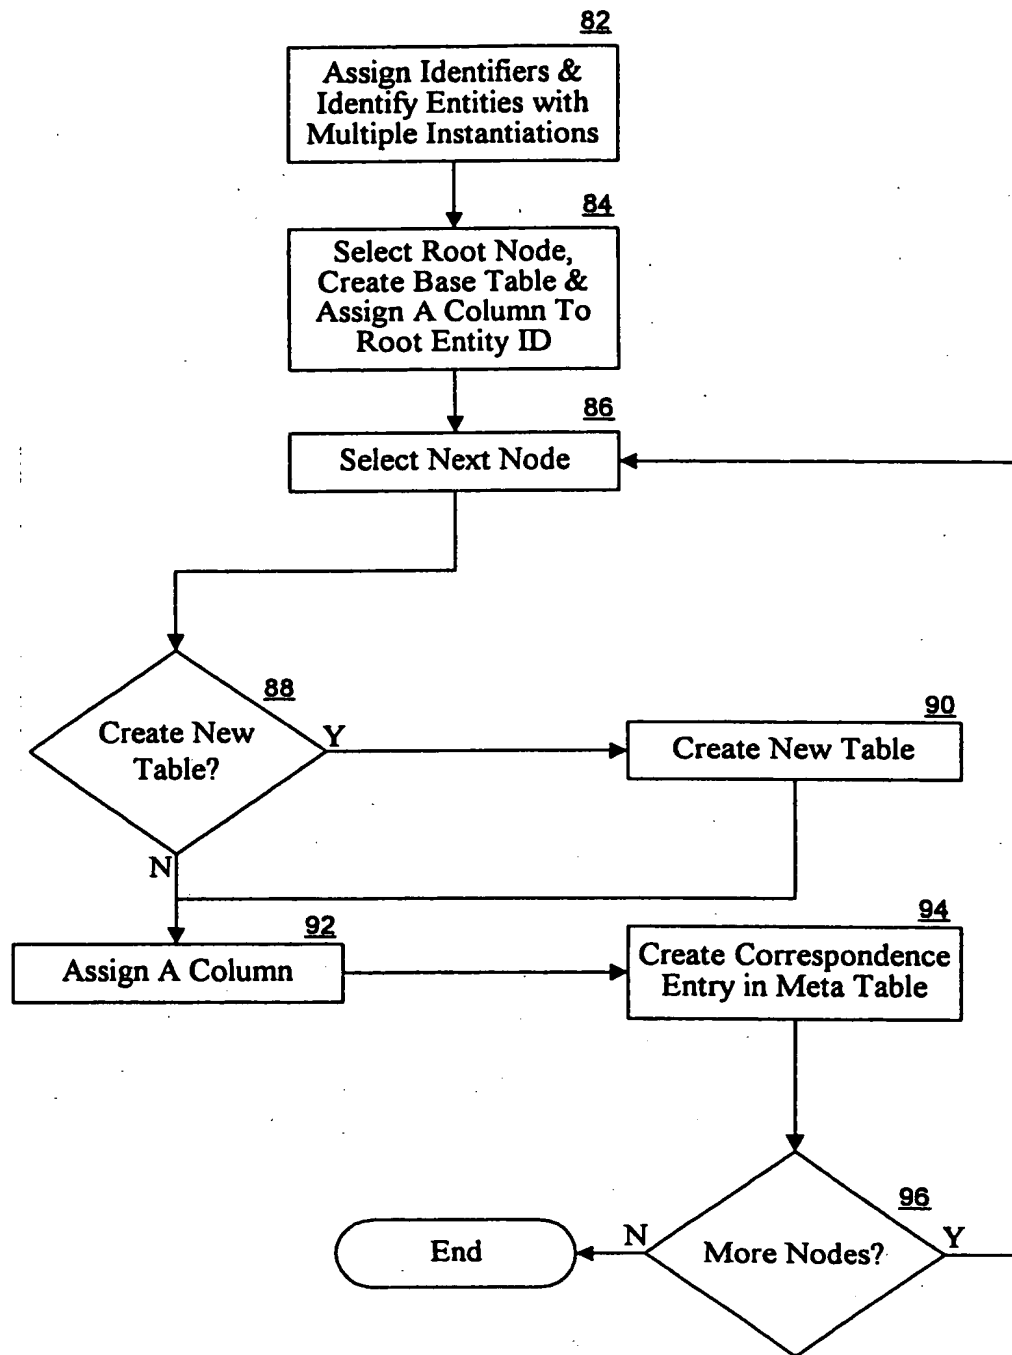 82
Assign Identifiers &
Identify Entities with
Multiple Instantiations
84
Select Root Node,
Create Base Table &
Assign A Column To
Root Entity ID
86
Select Next Node
88
Create New
Table?
Y
90
Create New Table
N
92
Assign A Column
94
Create Correspondence
Entry in Meta Table
96
More Nodes?
N
Y
End